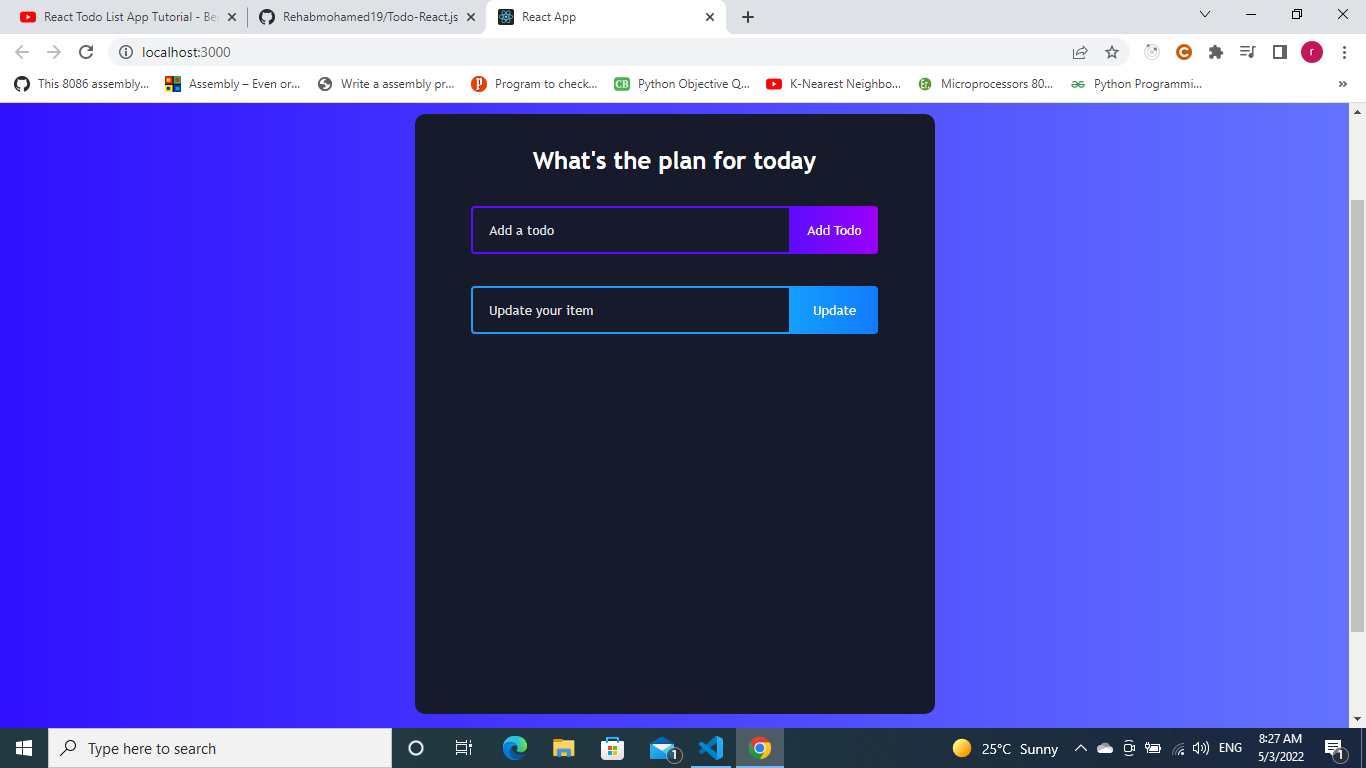 React Todo List App Tutorial - Be
Rehabmohamed19/Todo-React.js
React App
localhost:3000
r
This 8086 assembly...
Assembly – Even or...
Write a assembly pr...
Program to check...
CB
Python Objective Q...
K-Nearest Neighbo...
Microprocessors 80...
Python Programmi...
»
What's the plan for today
Add a todo
Add Todo
Update your item
Update
Type here to search
1
25°C Sunny
ENG
8:27 AM
5/3/2022
1